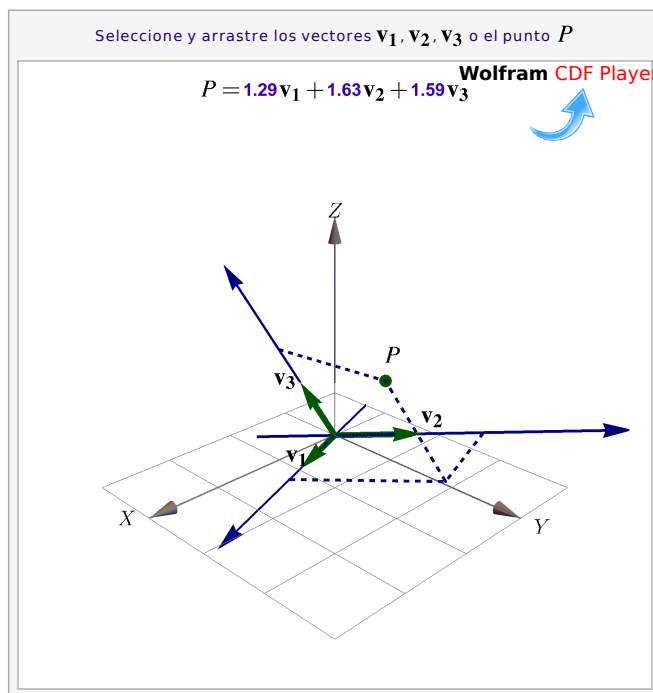 Seleccione y arrastre los vectores v₁, v₂, v₃ o el punto P
Wolfram CDF Player
P = 1.29 v₁ + 1.63 v₂ + 1.59 v₃
Z
P
v₃
v₂
v₁
X
Y